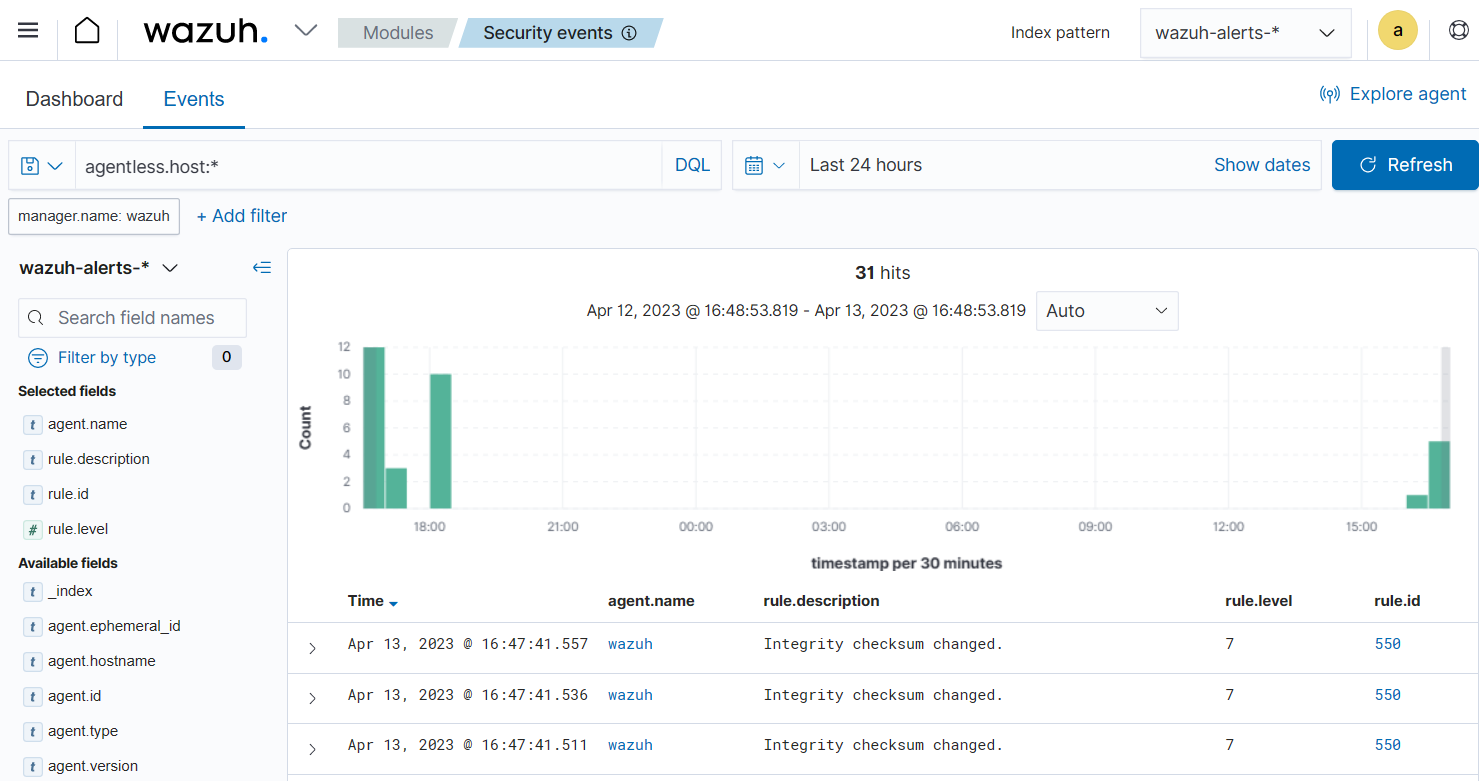 wazuh. Modules Security events Index pattern wazuh-alerts-* a
Dashboard Events Explore agent
agentless.host:* DQL Last 24 hours Show dates Refresh
manager.name: wazuh + Add filter
wazuh-alerts-*
Search field names
Filter by type 0
Selected fields
t agent.name
t rule.description
t rule.id
# rule.level
Available fields
t _index
t agent.ephemeral_id
t agent.hostname
t agent.id
t agent.type
t agent.version
31 hits
Apr 12, 2023 @ 16:48:53.819 - Apr 13, 2023 @ 16:48:53.819 Auto
Count
12
10
8
6
4
2
0
18:00 21:00 00:00 03:00 06:00 09:00 12:00 15:00
timestamp per 30 minutes
Time agent.name rule.description rule.level rule.id
Apr 13, 2023 @ 16:47:41.557 wazuh Integrity checksum changed. 7 550
Apr 13, 2023 @ 16:47:41.536 wazuh Integrity checksum changed. 7 550
Apr 13, 2023 @ 16:47:41.511 wazuh Integrity checksum changed. 7 550